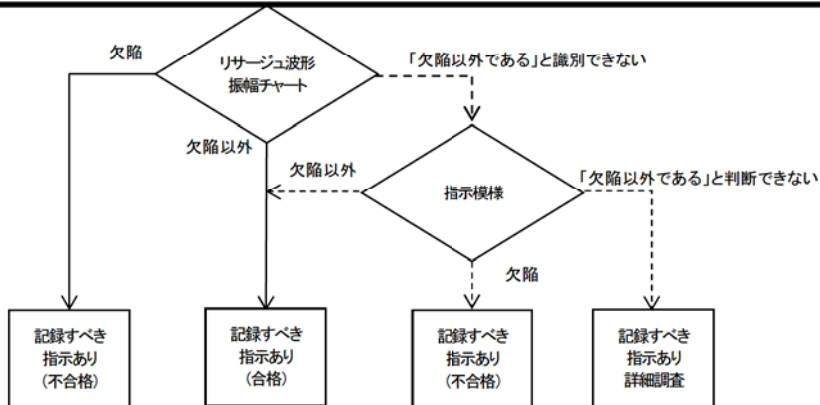 欠陥
リサージュ波形
振幅チャート
「欠陥以外である」と識別できない
欠陥以外
欠陥以外
指示模様
「欠陥以外である」と判断できない
欠陥
記録すべき
指示あり
(不合格)
記録すべき
指示あり
(合格)
記録すべき
指示あり
(不合格)
記録すべき
指示あり
詳細調査